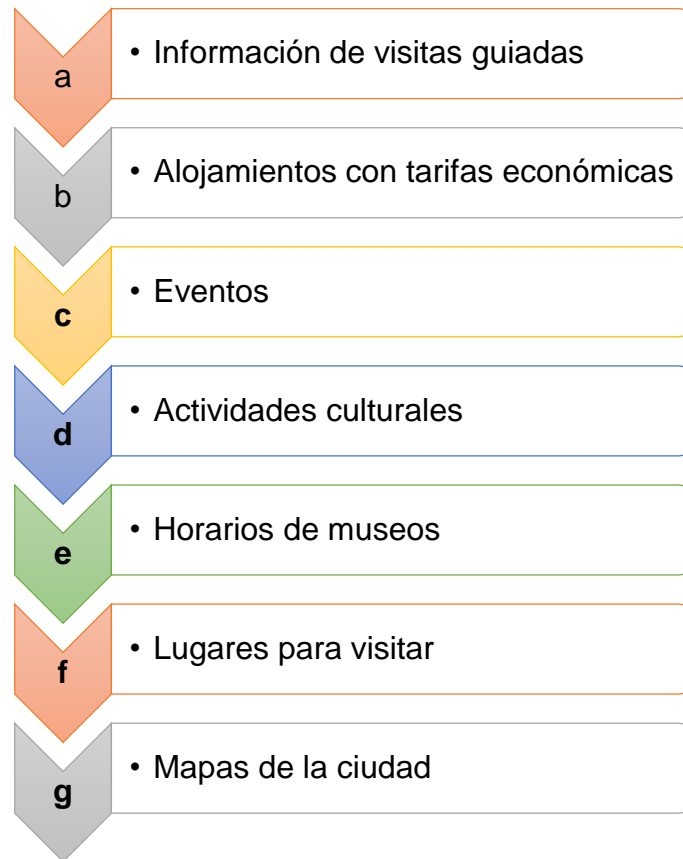 a
• Información de visitas guiadas
b
• Alojamientos con tarifas económicas
c
• Eventos
d
• Actividades culturales
e
• Horarios de museos
f
• Lugares para visitar
g
• Mapas de la ciudad